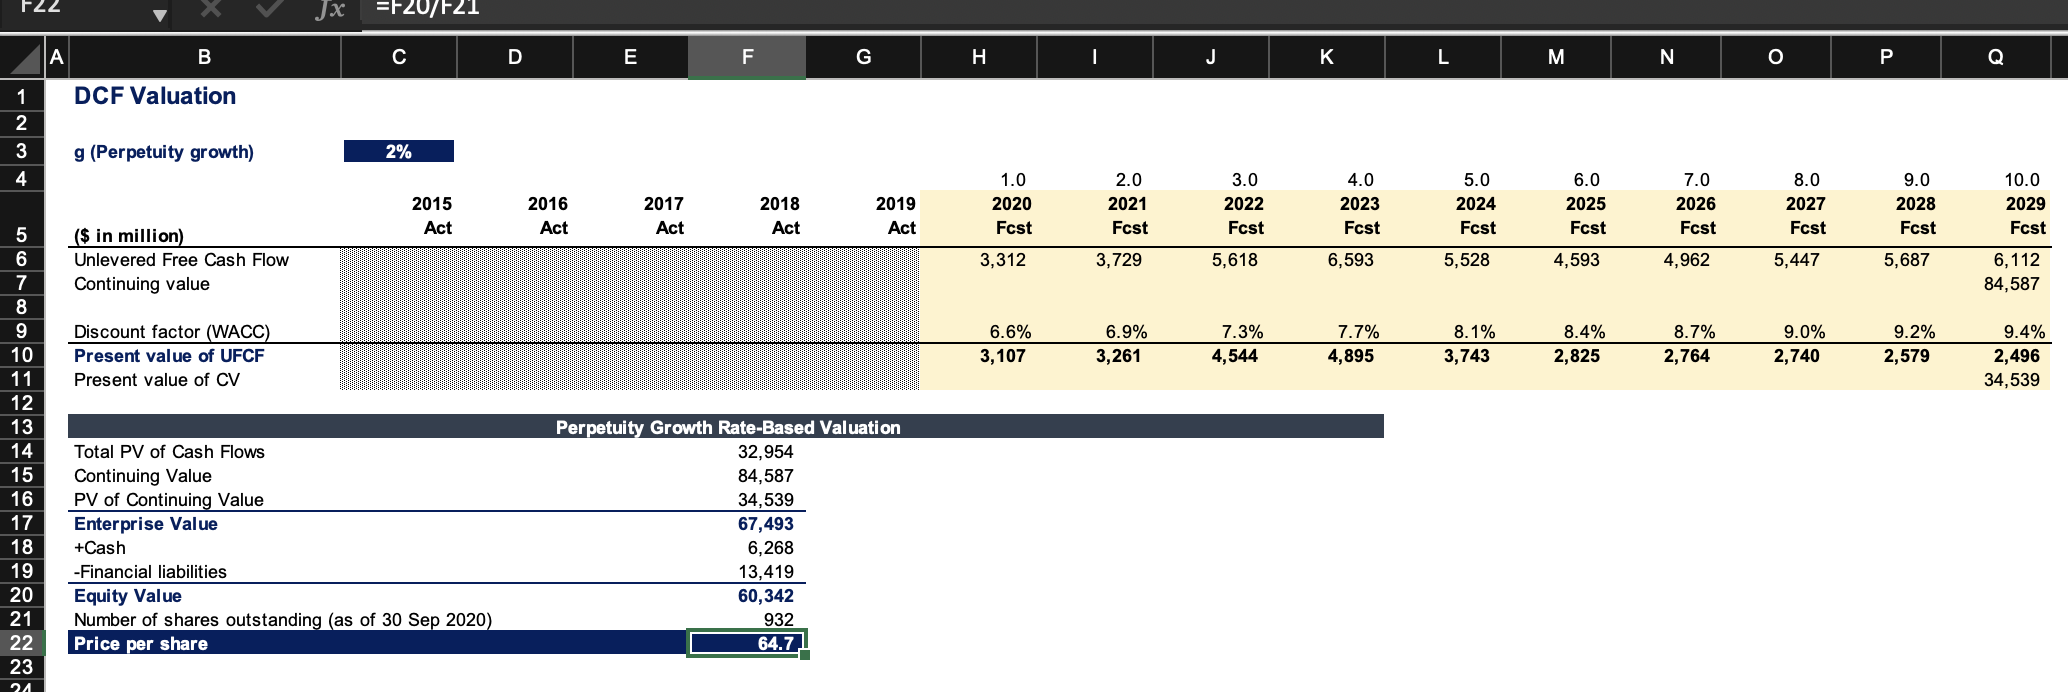 F22 fx =F20/F21
A B C D E F G H I J K L M N O P Q
1 DCF Valuation
2
3 g (Perpetuity growth) 2%
4 1.0 2.0 3.0 4.0 5.0 6.0 7.0 8.0 9.0 10.0
2015 2016 2017 2018 2019 2020 2021 2022 2023 2024 2025 2026 2027 2028 2029
Act Act Act Act Act Fcst Fcst Fcst Fcst Fcst Fcst Fcst Fcst Fcst Fcst
5 ($ in million)
6 Unlevered Free Cash Flow 3,312 3,729 5,618 6,593 5,528 4,593 4,962 5,447 5,687 6,112
7 Continuing value 84,587
8
9 Discount factor (WACC) 6.6% 6.9% 7.3% 7.7% 8.1% 8.4% 8.7% 9.0% 9.2% 9.4%
10 Present value of UFCF 3,107 3,261 4,544 4,895 3,743 2,825 2,764 2,740 2,579 2,496
11 Present value of CV 34,539
12
13 Perpetuity Growth Rate-Based Valuation
14 Total PV of Cash Flows 32,954
15 Continuing Value 84,587
16 PV of Continuing Value 34,539
17 Enterprise Value 67,493
18 +Cash 6,268
19 -Financial liabilities 13,419
20 Equity Value 60,342
21 Number of shares outstanding (as of 30 Sep 2020) 932
22 Price per share 64.7
23
24